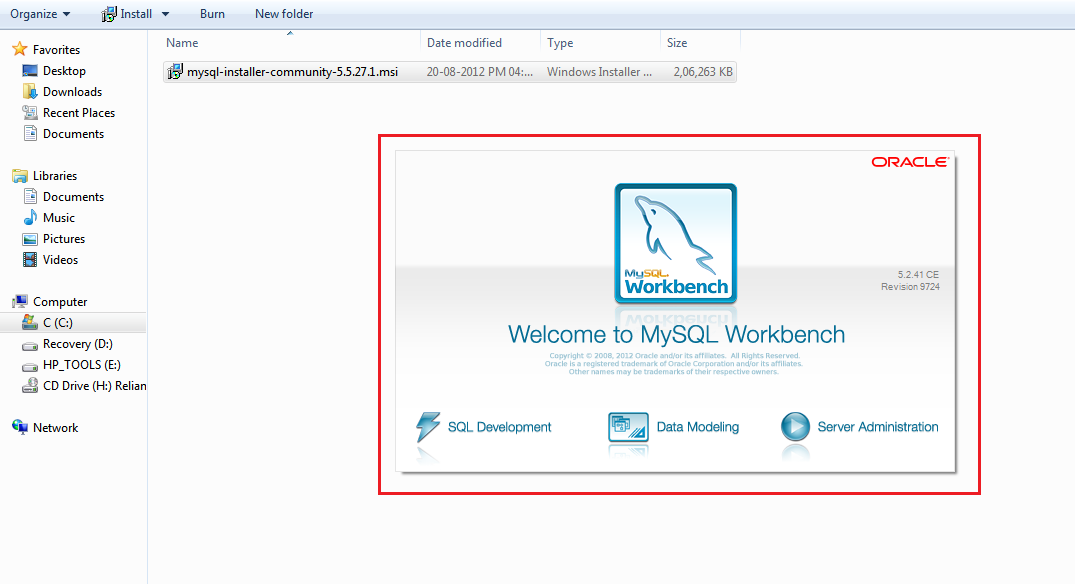 Organize Install Burn New folder
Favorites
Desktop
Downloads
Recent Places
Documents
Libraries
Documents
Music
Pictures
Videos
Computer
C (C:)
Recovery (D:)
HP_TOOLS (E:)
CD Drive (H:) Relian
Network
Name Date modified Type Size
mysql-installer-community-5.5.27.1.msi 20-08-2012 PM 04:... Windows Installer ... 2,06,263 KB
ORACLE
MySQL
Workbench
5.2.41 CE
Revision 9724
Welcome to MySQL Workbench
Copyright © 2008, 2012 Oracle and/or its affiliates. All Rights Reserved.
Oracle is a registered trademark of Oracle Corporation and/or its affiliates.
Other names may be trademarks of their respective owners.
SQL Development Data Modeling Server Administration